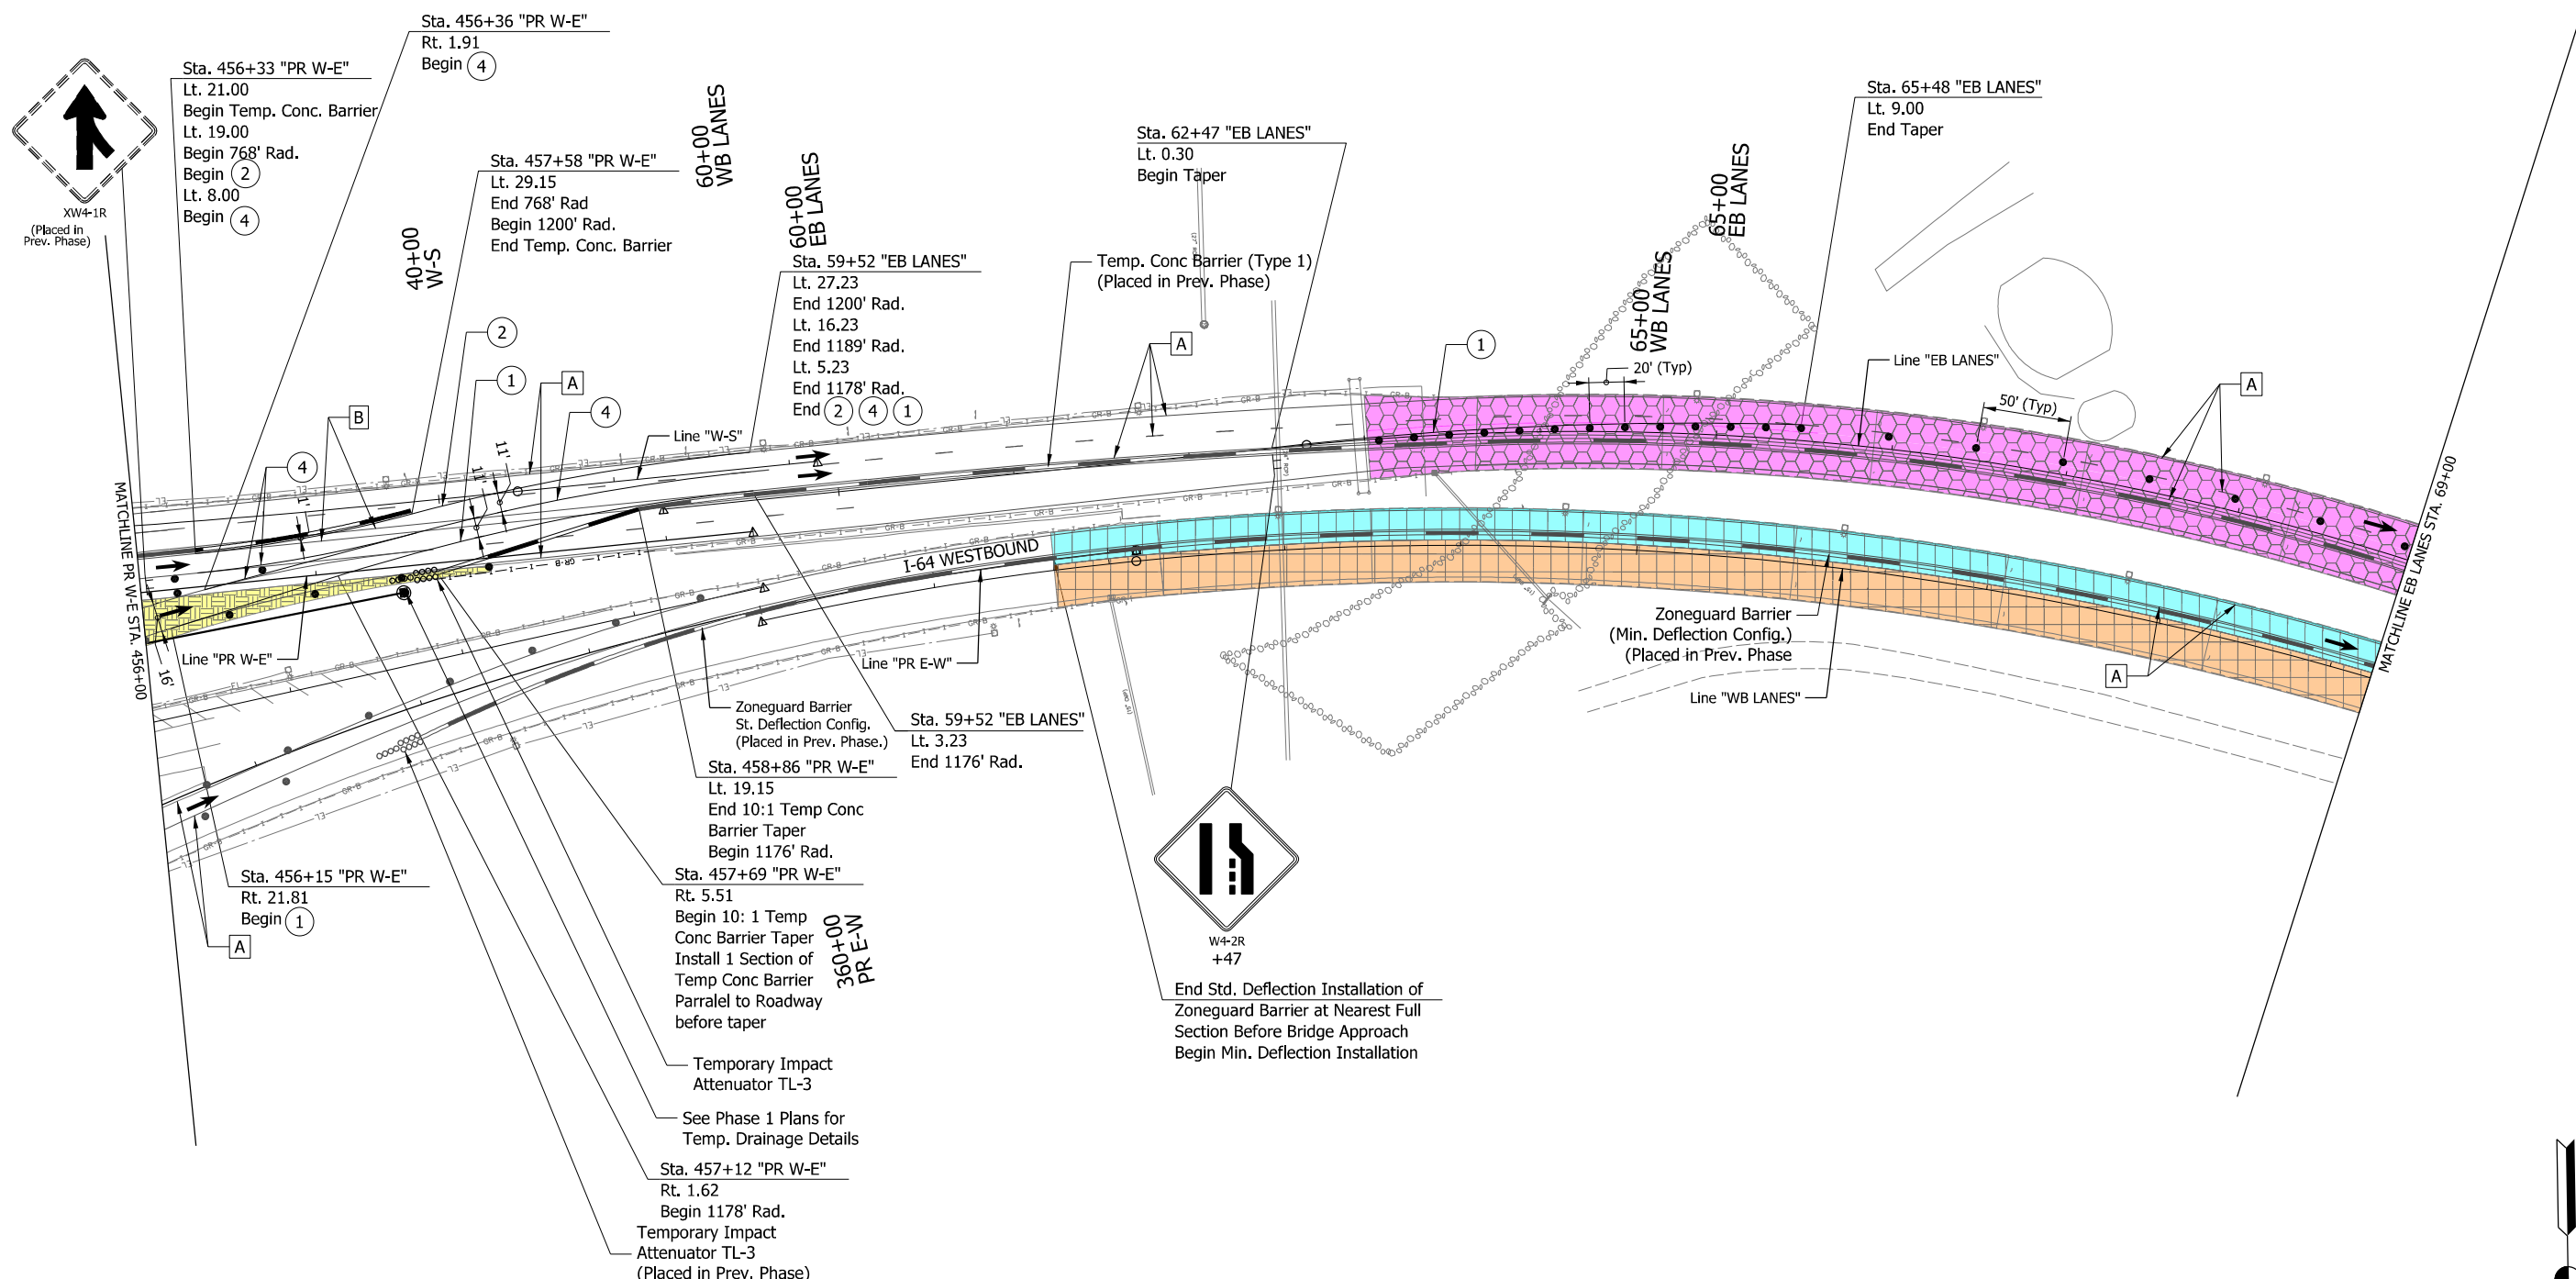 Sta. 456+36 "PR W-E"
Rt. 1.91
Begin 4
Sta. 456+33 "PR W-E"
Lt. 21.00
Begin Temp. Conc. Barrier
Lt. 19.00
Begin 768' Rad.
Begin 2
Lt. 8.00
Begin 4
XW4-1R
(Placed in
Prev. Phase)
Sta. 457+58 "PR W-E"
Lt. 29.15
End 768' Rad
Begin 1200' Rad.
End Temp. Conc. Barrier
40+00
W-S
60+00
WB LANES
60+00
EB LANES
Sta. 59+52 "EB LANES"
Lt. 27.23
End 1200' Rad.
Lt. 16.23
End 1189' Rad.
Lt. 5.23
End 1178' Rad.
End 2 4 1
Sta. 62+47 "EB LANES"
Lt. 0.30
Begin Taper
Temp. Conc Barrier (Type 1)
(Placed in Prev. Phase)
Sta. 65+48 "EB LANES"
Lt. 9.00
End Taper
65+00
EB LANES
65+00
WB LANES
20' (Typ)
50' (Typ)
Line "EB LANES"
A
A
1
2
1
A
4
B
4
Line "W-S"
11'
11'
1'
16'
MATCHLINE PR W-E STA. 456+00
MATCHLINE EB LANES STA. 69+00
Line "PR W-E"
I-64 WESTBOUND
Line "PR E-W"
GR-B
GR-B
GR-B
GR-B
GR-B
GR-B
GR-B
GR-B
Zoneguard Barrier
(Min. Deflection Config.)
(Placed in Prev. Phase
Line "WB LANES"
A
Zoneguard Barrier
St. Deflection Config.
(Placed in Prev. Phase.)
Sta. 59+52 "EB LANES"
Lt. 3.23
End 1176' Rad.
Sta. 458+86 "PR W-E"
Lt. 19.15
End 10:1 Temp Conc
Barrier Taper
Begin 1176' Rad.
Sta. 457+69 "PR W-E"
Rt. 5.51
Begin 10: 1 Temp
Conc Barrier Taper
Install 1 Section of
Temp Conc Barrier
Parralel to Roadway
before taper
360+00
PR E-W
Sta. 456+15 "PR W-E"
Rt. 21.81
Begin 1
A
W4-2R
+47
End Std. Deflection Installation of
Zoneguard Barrier at Nearest Full
Section Before Bridge Approach
Begin Min. Deflection Installation
Temporary Impact
Attenuator TL-3
See Phase 1 Plans for
Temp. Drainage Details
Sta. 457+12 "PR W-E"
Rt. 1.62
Begin 1178' Rad.
Temporary Impact
Attenuator TL-3
(Placed in Prev. Phase)